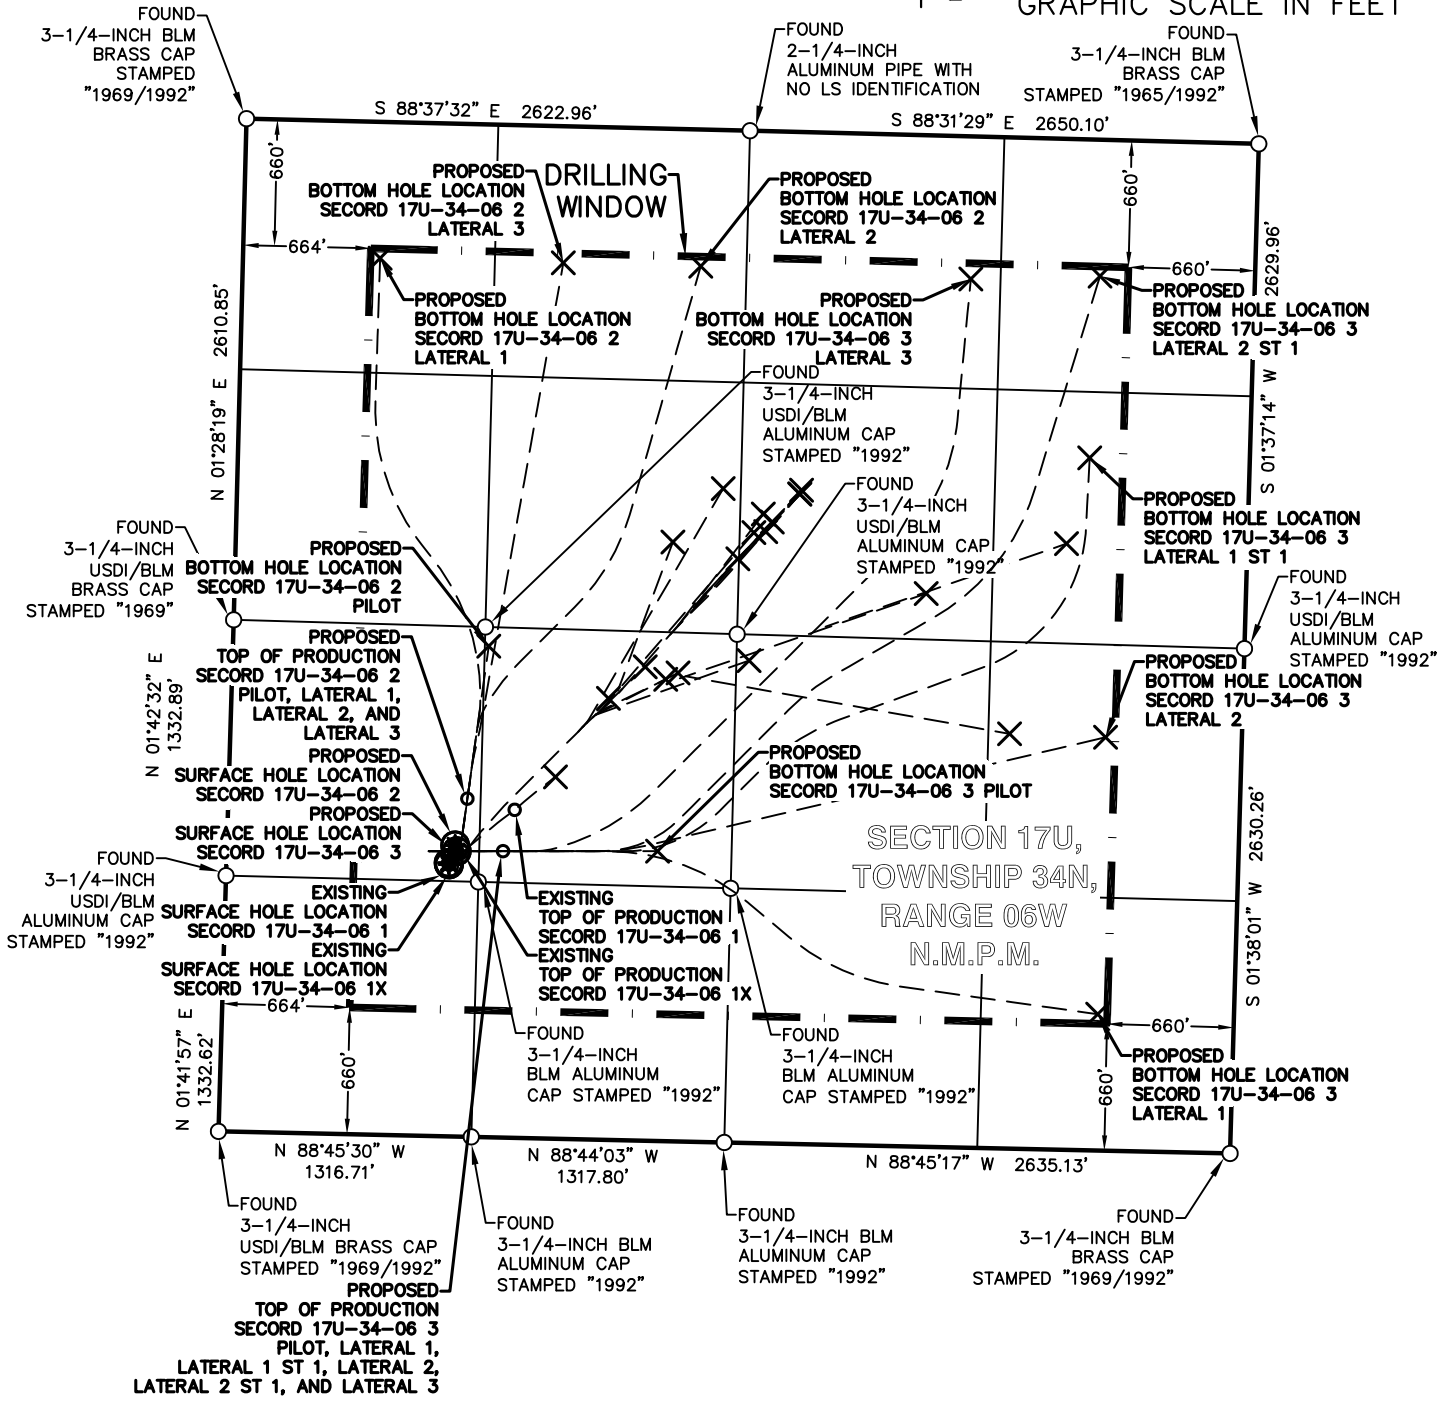 GRAPHIC SCALE IN FEET
FOUND
3-1/4-INCH BLM
BRASS CAP
STAMPED
"1969/1992"
FOUND
2-1/4-INCH
ALUMINUM PIPE WITH
NO LS IDENTIFICATION
FOUND
3-1/4-INCH BLM
BRASS CAP
STAMPED "1965/1992"
S 88°37'32" E 2622.96'
S 88°31'29" E 2650.10'
660'
660'
664'
660'
PROPOSED
BOTTOM HOLE LOCATION
SECORD 17U-34-06 2
LATERAL 3
DRILLING
WINDOW
PROPOSED
BOTTOM HOLE LOCATION
SECORD 17U-34-06 2
LATERAL 2
PROPOSED
BOTTOM HOLE LOCATION
SECORD 17U-34-06 2
LATERAL 1
PROPOSED
BOTTOM HOLE LOCATION
SECORD 17U-34-06 3
LATERAL 3
PROPOSED
BOTTOM HOLE LOCATION
SECORD 17U-34-06 3
LATERAL 2 ST 1
N 01°28'19" E 2610.85'
S 01°37'14" W 2629.96'
FOUND
3-1/4-INCH
USDI/BLM
ALUMINUM CAP
STAMPED "1992"
FOUND
3-1/4-INCH
USDI/BLM
ALUMINUM CAP
STAMPED "1992"
PROPOSED
BOTTOM HOLE LOCATION
SECORD 17U-34-06 3
LATERAL 1 ST 1
FOUND
3-1/4-INCH
USDI/BLM
BRASS CAP
STAMPED "1969"
PROPOSED
BOTTOM HOLE LOCATION
SECORD 17U-34-06 2
PILOT
FOUND
3-1/4-INCH
USDI/BLM
ALUMINUM CAP
STAMPED "1992"
PROPOSED
TOP OF PRODUCTION
SECORD 17U-34-06 2
PILOT, LATERAL 1,
LATERAL 2, AND
LATERAL 3
PROPOSED
BOTTOM HOLE LOCATION
SECORD 17U-34-06 3
LATERAL 2
N 01°42'32" E
1332.89'
PROPOSED
SURFACE HOLE LOCATION
SECORD 17U-34-06 2
PROPOSED
SURFACE HOLE LOCATION
SECORD 17U-34-06 3
PROPOSED
BOTTOM HOLE LOCATION
SECORD 17U-34-06 3 PILOT
SECTION 17U,
TOWNSHIP 34N,
RANGE 06W
N.M.P.M.
S 01°38'01" W 2630.26'
FOUND
3-1/4-INCH
USDI/BLM
ALUMINUM CAP
STAMPED "1992"
EXISTING
SURFACE HOLE LOCATION
SECORD 17U-34-06 1
EXISTING
SURFACE HOLE LOCATION
SECORD 17U-34-06 1X
EXISTING
TOP OF PRODUCTION
SECORD 17U-34-06 1
EXISTING
TOP OF PRODUCTION
SECORD 17U-34-06 1X
664'
660'
660'
660'
N 01°41'57" E
1332.62'
FOUND
3-1/4-INCH
BLM ALUMINUM
CAP STAMPED "1992"
FOUND
3-1/4-INCH
BLM ALUMINUM
CAP STAMPED "1992"
PROPOSED
BOTTOM HOLE LOCATION
SECORD 17U-34-06 3
LATERAL 1
N 88°45'30" W
1316.71'
N 88°44'03" W
1317.80'
N 88°45'17" W 2635.13'
FOUND
3-1/4-INCH
USDI/BLM BRASS CAP
STAMPED "1969/1992"
FOUND
3-1/4-INCH BLM
ALUMINUM CAP
STAMPED "1992"
FOUND
3-1/4-INCH BLM
ALUMINUM CAP
STAMPED "1992"
FOUND
3-1/4-INCH BLM
BRASS CAP
STAMPED "1969/1992"
PROPOSED
TOP OF PRODUCTION
SECORD 17U-34-06 3
PILOT, LATERAL 1,
LATERAL 1 ST 1, LATERAL 2,
LATERAL 2 ST 1, AND LATERAL 3